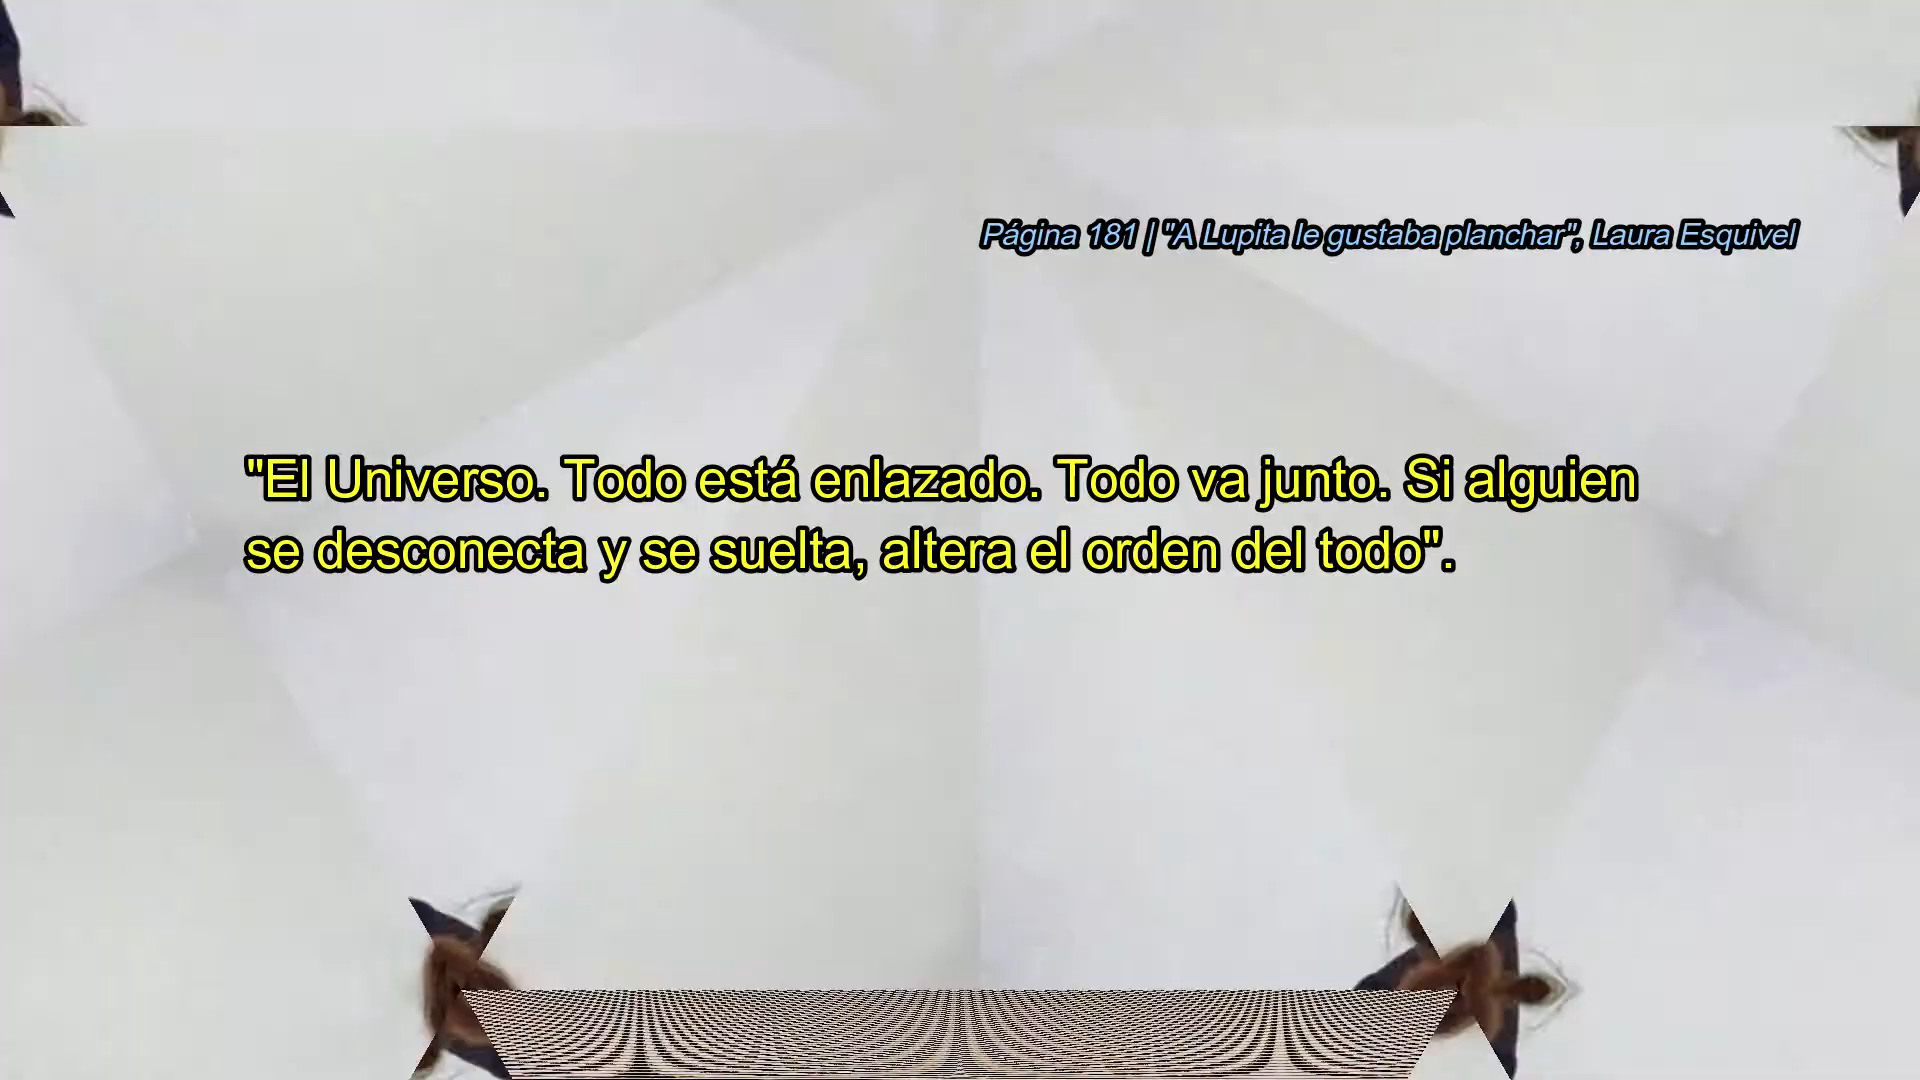 Página 181 | "A Lupita le gustaba planchar", Laura Esquivel
"El Universo. Todo está enlazado. Todo va junto. Si alguien
se desconecta y se suelta, altera el orden del todo".